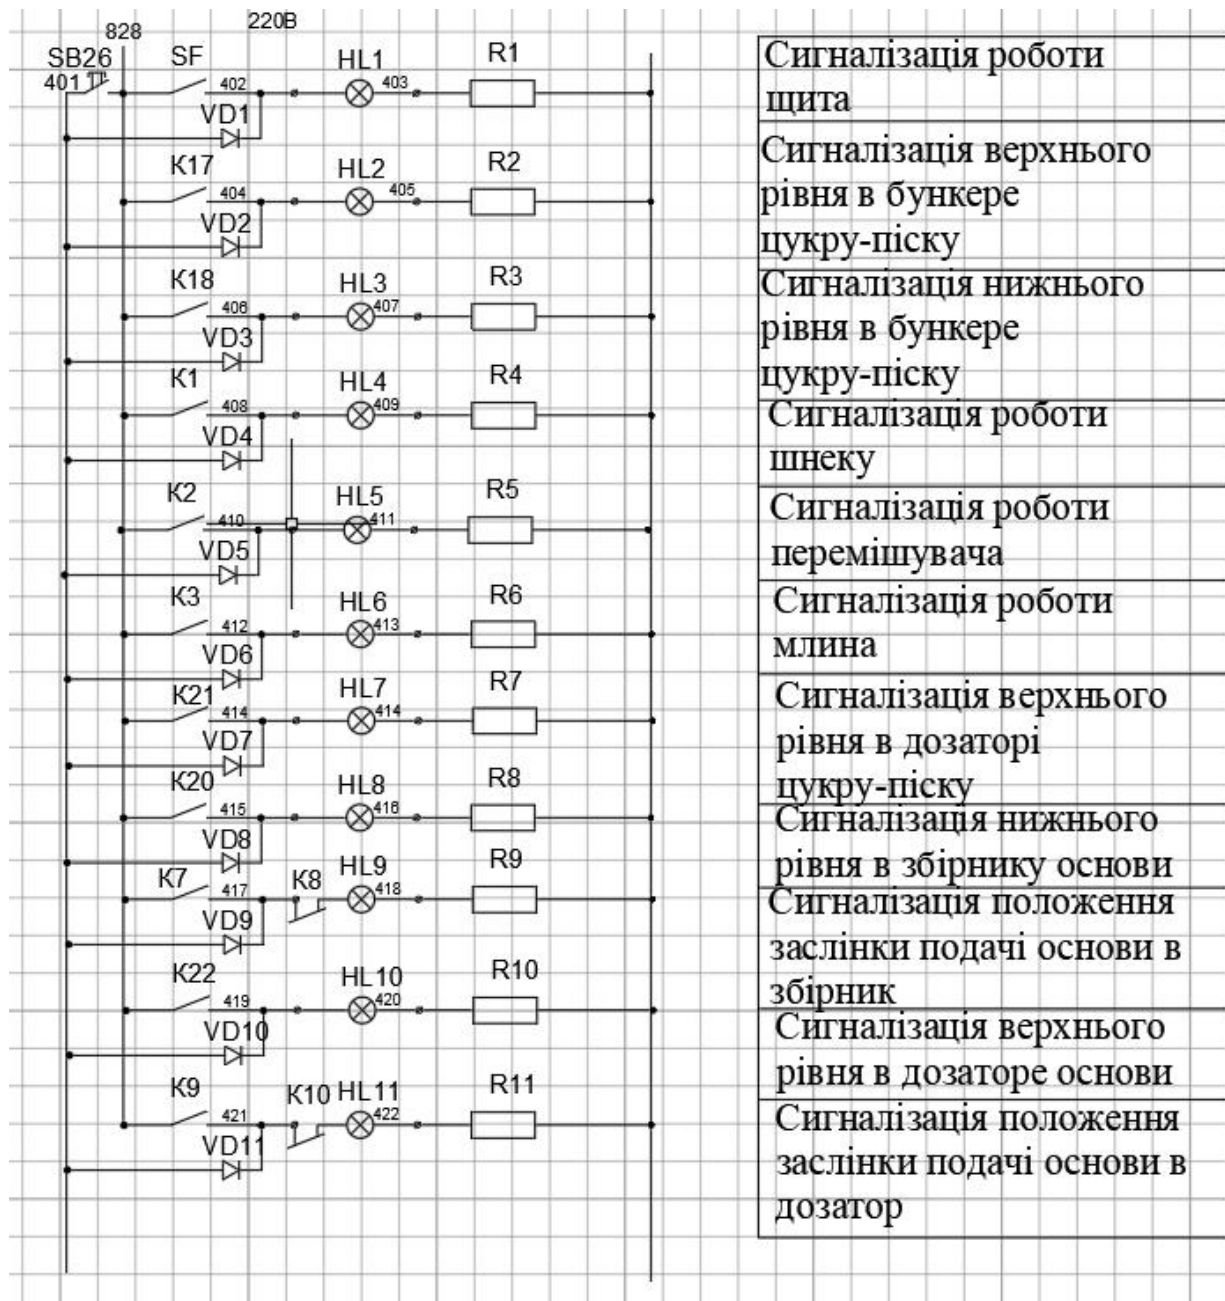 220В
828
SB26 SF HL1 R1
401 402 403
VD1
K17 HL2 R2
404 405
VD2
K18 HL3 R3
406 407
VD3
K1 HL4 R4
408 409
VD4
K2 HL5 R5
410 411
VD5
K3 HL6 R6
412 413
VD6
K21 HL7 R7
414 414
VD7
K20 HL8 R8
415 416
VD8
K7 K8 HL9 R9
417 418
VD9
K22 HL10 R10
419 420
VD10
K9 K10 HL11 R11
421 422
VD11
Сигналізація роботи
щита
Сигналізація верхнього
рівня в бункере
цукру-піску
Сигналізація нижнього
рівня в бункере
цукру-піску
Сигналізація роботи
шнеку
Сигналізація роботи
перемішувача
Сигналізація роботи
млина
Сигналізація верхнього
рівня в дозаторі
цукру-піску
Сигналізація нижнього
рівня в збірнику основи
Сигналізація положення
заслінки подачі основи в
збірник
Сигналізація верхнього
рівня в дозаторе основи
Сигналізація положення
заслінки подачі основи в
дозатор